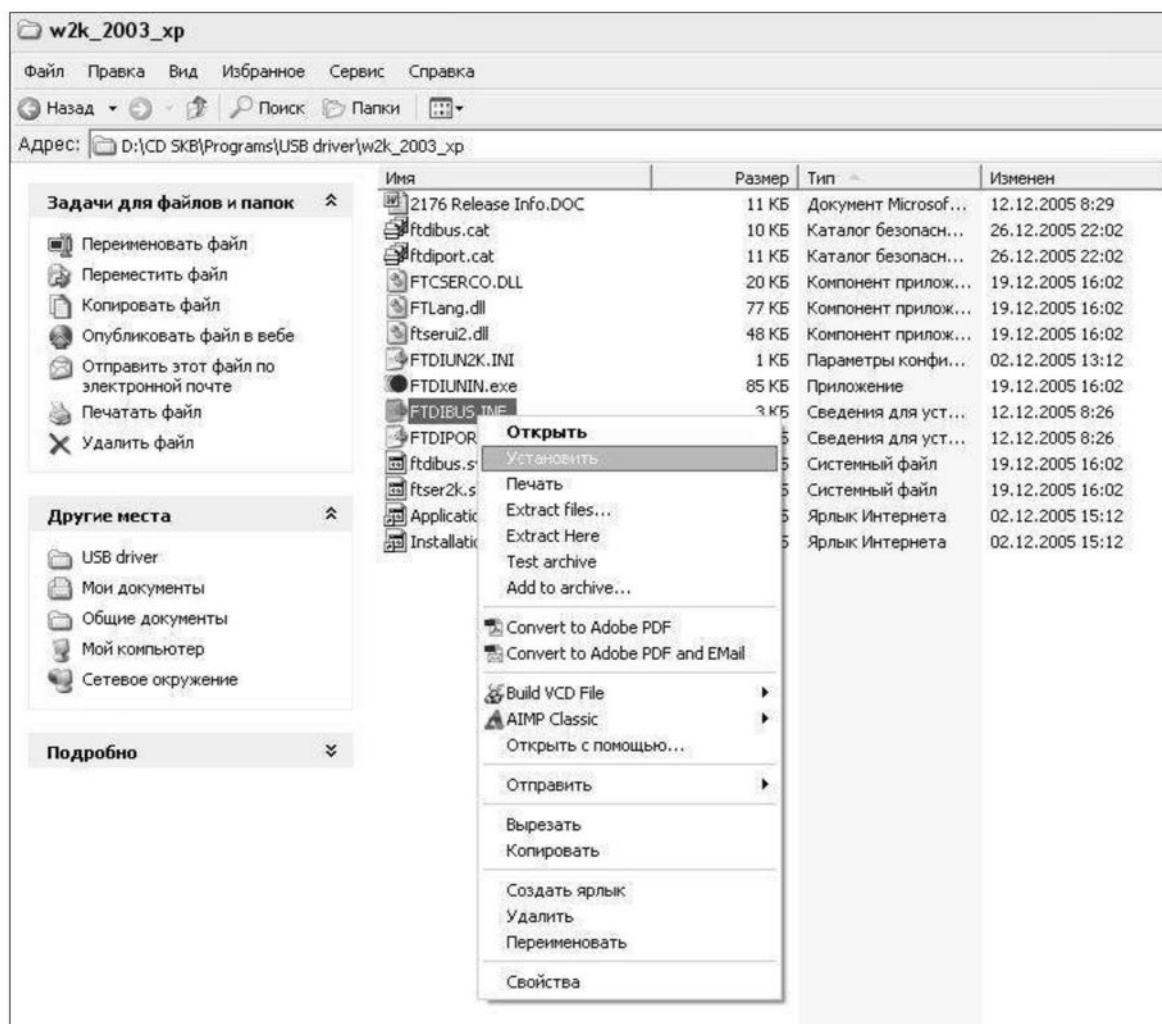 w2k_2003_xp
Файл Правка Вид Избранное Сервис Справка
Назад Поиск Папки
Адрес: D:\CD SKB\Programs\USB driver\w2k_2003_xp
Задачи для файлов и папок
Переименовать файл
Переместить файл
Копировать файл
Опубликовать файл в вебе
Отправить этот файл по
электронной почте
Печатать файл
Удалить файл
Другие места
USB driver
Мои документы
Общие документы
Мой компьютер
Сетевое окружение
Подробно
Имя Размер Тип Изменен
2176 Release Info.DOC 11 КБ Документ Microsof... 12.12.2005 8:29
ftdibus.cat 10 КБ Каталог безопасн... 26.12.2005 22:02
ftdiport.cat 11 КБ Каталог безопасн... 26.12.2005 22:02
FTCSERCO.DLL 20 КБ Компонент прилож... 19.12.2005 16:02
FTLang.dll 77 КБ Компонент прилож... 19.12.2005 16:02
ftserui2.dll 48 КБ Компонент прилож... 19.12.2005 16:02
FTDIUN2K.INI 1 КБ Параметры конфи... 02.12.2005 13:12
FTDIUNIN.exe 85 КБ Приложение 19.12.2005 16:02
FTDIBUS.INF 3 КБ Сведения для уст... 12.12.2005 8:26
FTDIPOR Б Сведения для уст... 12.12.2005 8:26
ftdibus.s Б Системный файл 19.12.2005 16:02
ftser2k.s Б Системный файл 19.12.2005 16:02
Applicatio Б Ярлык Интернета 02.12.2005 15:12
Installatio Б Ярлык Интернета 02.12.2005 15:12
Открыть
Установить
Печать
Extract files...
Extract Here
Test archive
Add to archive...
Convert to Adobe PDF
Convert to Adobe PDF and EMail
Build VCD File
AIMP Classic
Открыть с помощью...
Отправить
Вырезать
Копировать
Создать ярлык
Удалить
Переименовать
Свойства